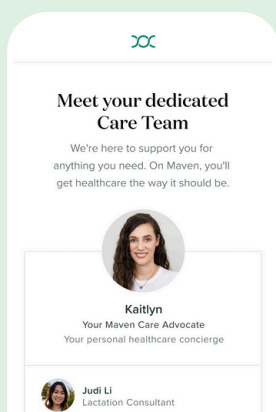 Meet your dedicated
Care Team
We're here to support you for
anything you need. On Maven, you'll
get healthcare the way it should be.
Kaitlyn
Your Maven Care Advocate
Your personal healthcare concierge
Judi Li
Lactation Consultant